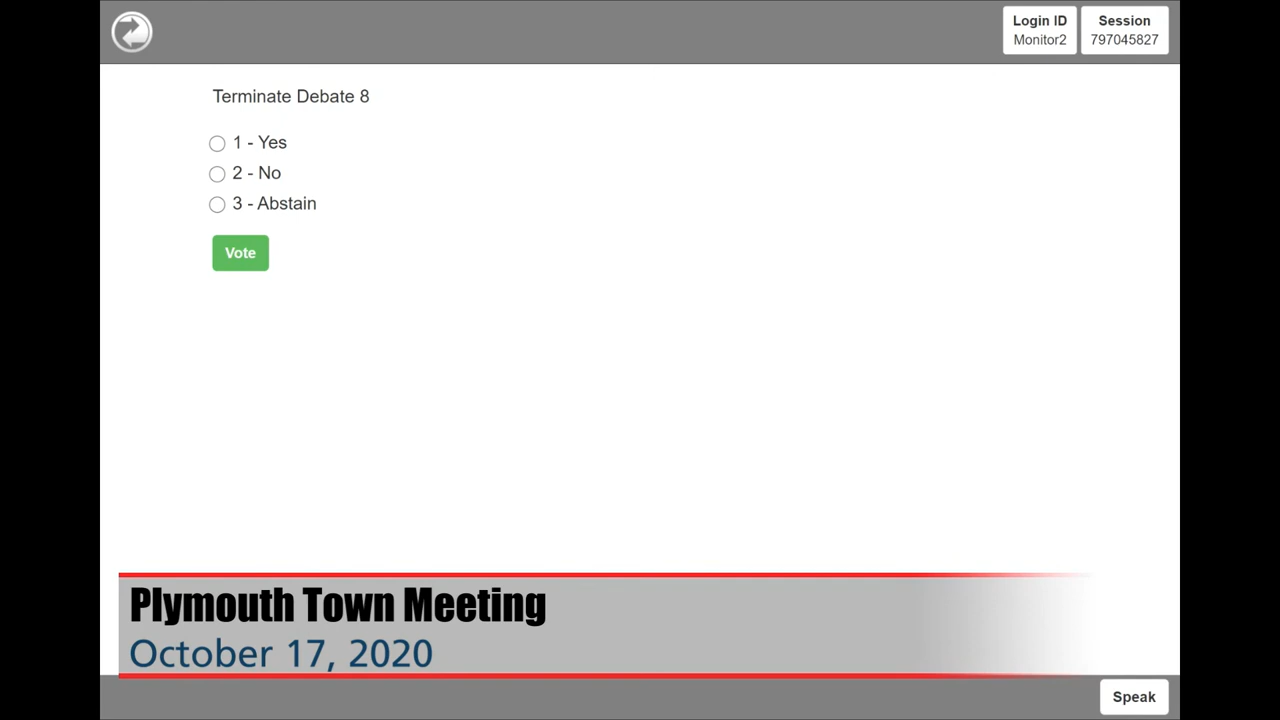 Login ID
Monitor2
Session
797045827
Terminate Debate 8
1 - Yes
2 - No
3 - Abstain
Vote
Plymouth Town Meeting
October 17, 2020
Speak